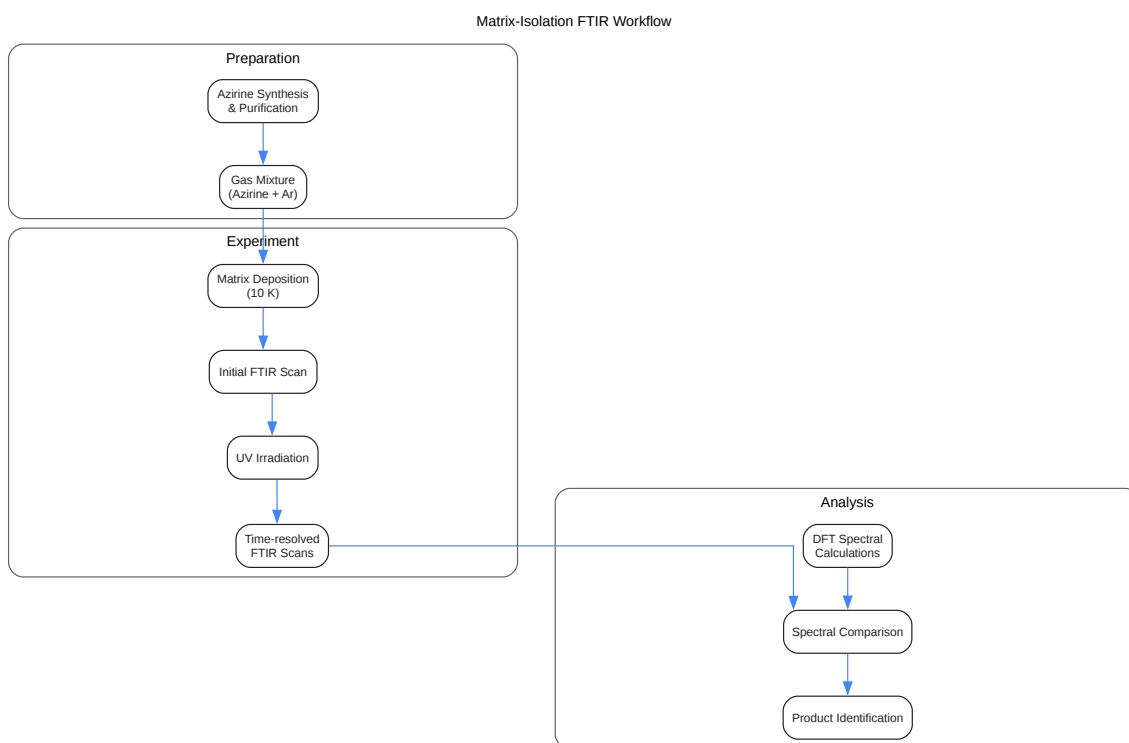 Matrix-Isolation FTIR Workflow
Preparation
Azirine Synthesis
& Purification
Gas Mixture
(Azirine + Ar)
Experiment
Matrix Deposition
(10 K)
Initial FTIR Scan
UV Irradiation
Time-resolved
FTIR Scans
Analysis
DFT Spectral
Calculations
Spectral Comparison
Product Identification